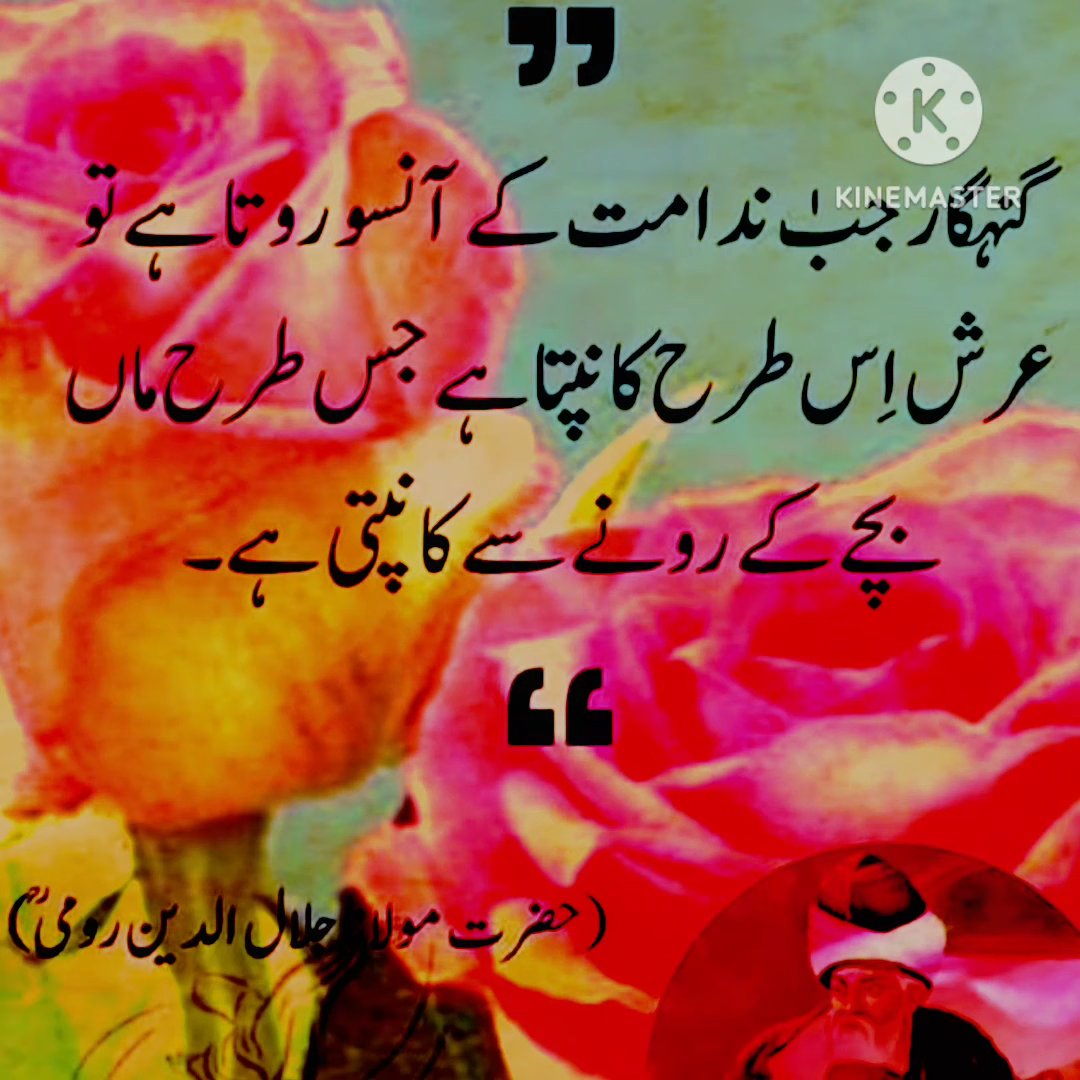 ”
KINEMASTER
گنہگار جب ندامت کے آنسو روتا ہے تو
عرش اِس طرح کانپتا ہے جس طرح ماں
بچے کے رونے سے کانپتی ہے۔
“
(حضرت مولانا جلال الدین رومیؒ)